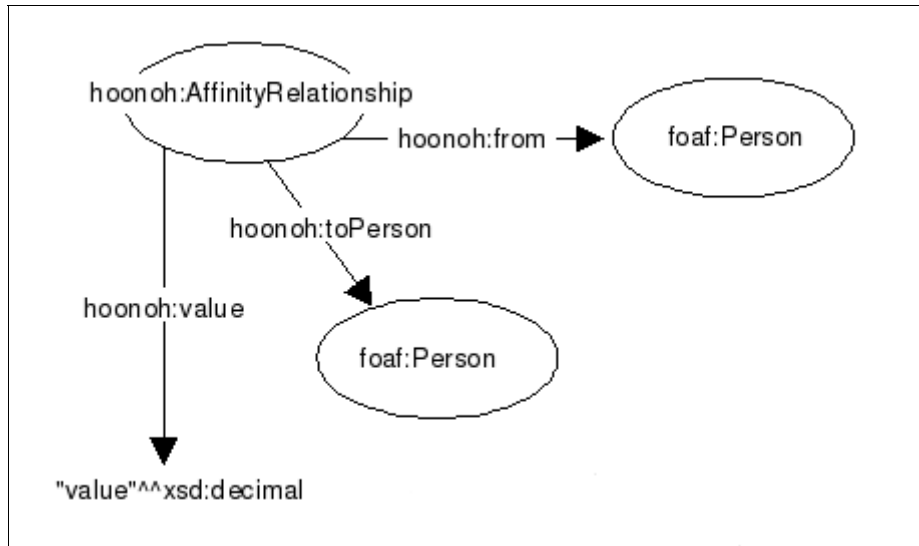 hoonoh:AffinityRelationship
hoonoh:from
foaf:Person
hoonoh:toPerson
hoonoh:value
foaf:Person
"value"^^xsd:decimal